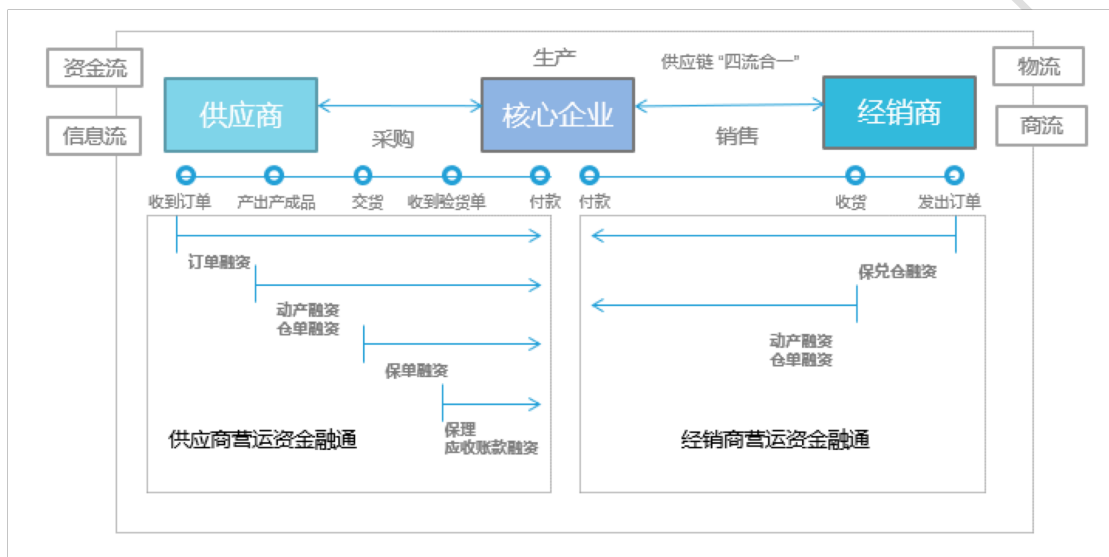 资金流
信息流
生产
供应链 “四流合一”
物流
商流
供应商
核心企业
经销商
采购
销售
收到订单
产出产成品
交货
收到验货单
付款
付款
收货
发出订单
订单融资
动产融资
仓单融资
保单融资
保理
应收账款融资
供应商营运资金融通
保兑仓融资
动产融资
仓单融资
经销商营运资金融通